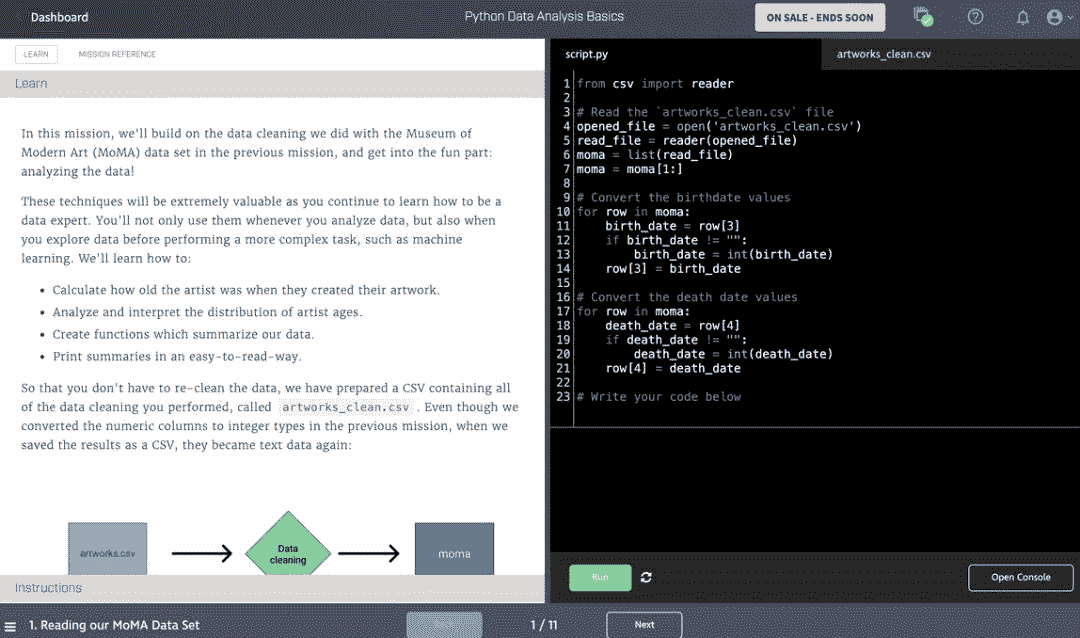 Dashboard
Python Data Analysis Basics
ON SALE - ENDS SOON
LEARN
MISSION REFERENCE
Learn
In this mission, we'll build on the data cleaning we did with the Museum of
Modern Art (MoMA) data set in the previous mission, and get into the fun part:
analyzing the data!
These techniques will be extremely valuable as you continue to learn how to be a
data expert. You'll not only use them whenever you analyze data, but also when
you explore data before performing a more complex task, such as machine
learning. We'll learn how to:
• Calculate how old the artist was when they created their artwork.
• Analyze and interpret the distribution of artist ages.
• Create functions which summarize our data.
• Print summaries in an easy-to-read-way.
So that you don't have to re-clean the data, we have prepared a CSV containing all
of the data cleaning you performed, called artworks_clean.csv . Even though we
converted the numeric columns to integer types in the previous mission, when we
saved the results as a CSV, they became text data again:
artworks.csv
Data
cleaning
moma
Instructions
script.py
artworks_clean.csv
1 from csv import reader
2
3 # Read the `artworks_clean.csv` file
4 opened_file = open('artworks_clean.csv')
5 read_file = reader(opened_file)
6 moma = list(read_file)
7 moma = moma[1:]
8
9 # Convert the birthdate values
10 for row in moma:
11     birth_date = row[3]
12     if birth_date != "":
13         birth_date = int(birth_date)
14     row[3] = birth_date
15
16 # Convert the death date values
17 for row in moma:
18     death_date = row[4]
19     if death_date != "":
20         death_date = int(death_date)
21     row[4] = death_date
22
23 # Write your code below
Run
Open Console
1. Reading our MoMA Data Set
Back
1 / 11
Next